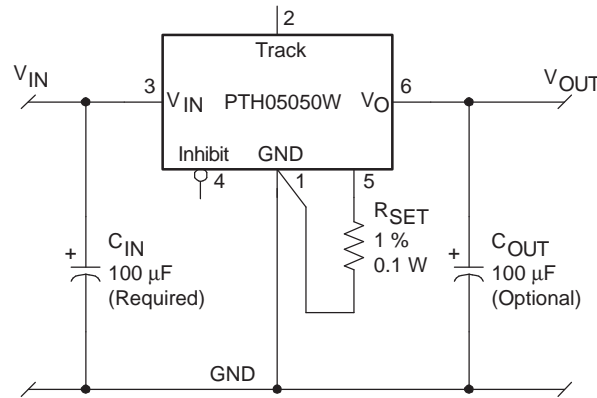 2
Track
V_IN
3
V_IN
PTH05050W
V_O
6
V_OUT
Inhibit
GND
4
1
5
R_SET
1 %
0.1 W
+
C_IN
100 µF
(Required)
+
C_OUT
100 µF
(Optional)
GND